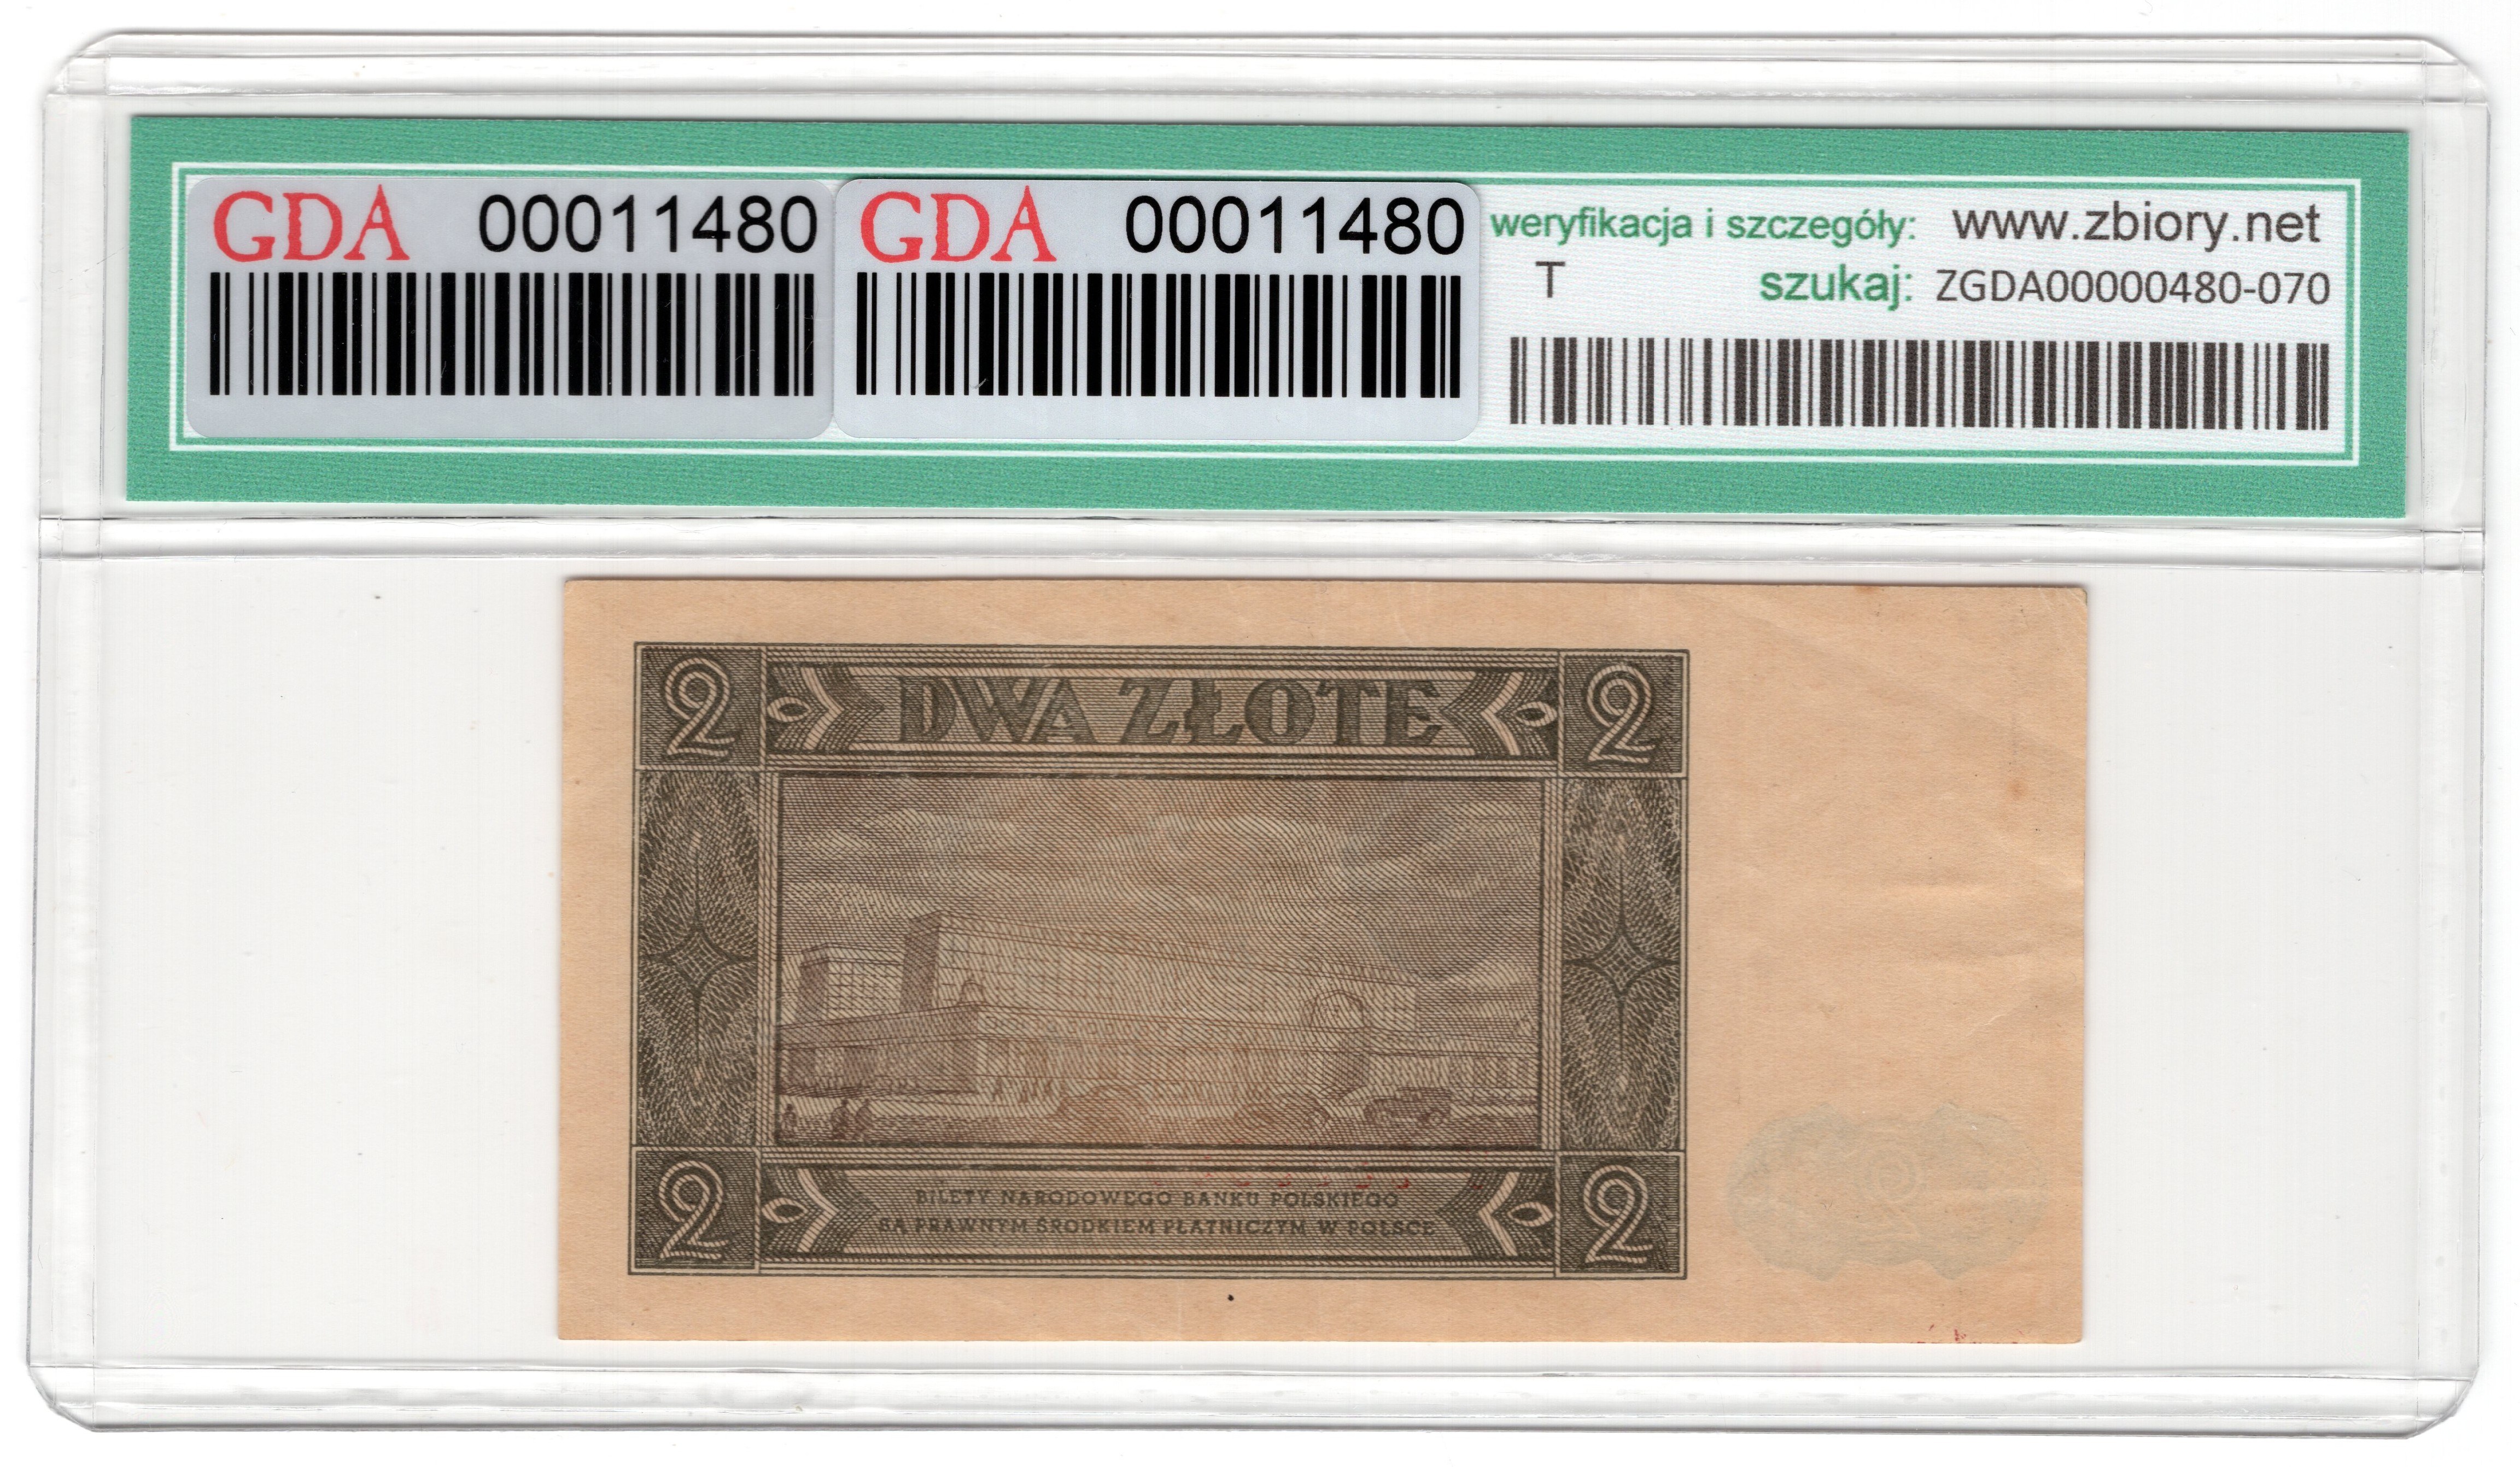 GDA 00011480
GDA 00011480
weryfikacja i szczegóły: www.zbiory.net
T szukaj: ZGDA00000480-070
2 DWA ZŁOTE 2
2 BILETY NARODOWEGO BANKU POLSKIEGO 2
SĄ PRAWNYM ŚRODKIEM PŁATNICZYM W POLSCE